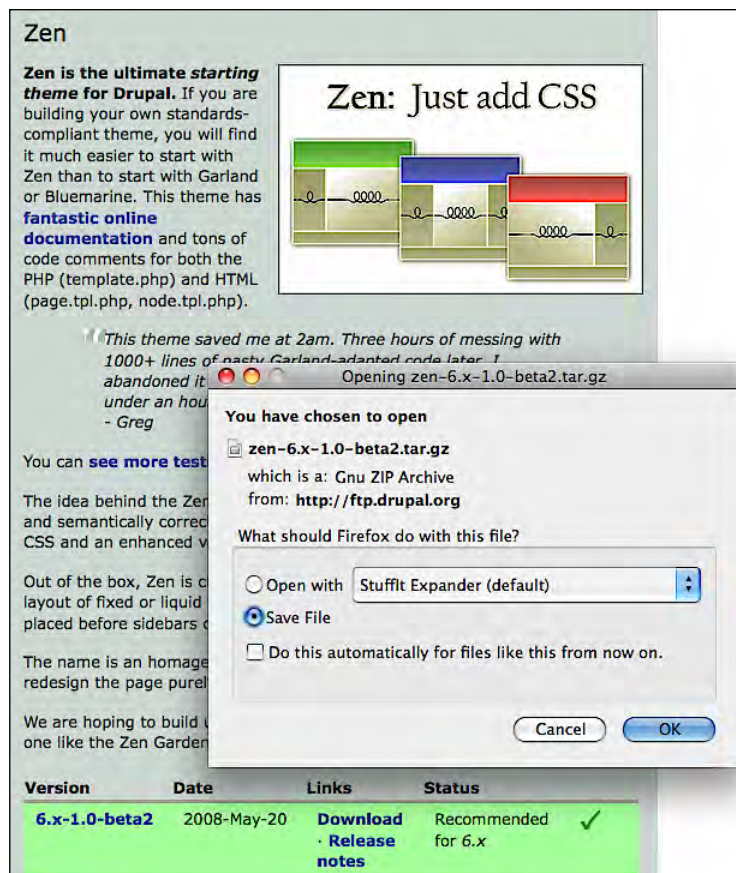 Zen
Zen is the ultimate starting
theme for Drupal. If you are
building your own standards-
compliant theme, you will find
it much easier to start with
Zen than to start with Garland
or Bluemarine. This theme has
fantastic online
documentation and tons of
code comments for both the
PHP (template.php) and HTML
(page.tpl.php, node.tpl.php).
Zen: Just add CSS
"This theme saved me at 2am. Three hours of messing with
1000+ lines of nasty Garland-adapted code later, I
abandoned it
under an hou
- Greg
You can see more test
The idea behind the Zen
and semantically correc
CSS and an enhanced v
Out of the box, Zen is c
layout of fixed or liquid
placed before sidebars
The name is an homage
redesign the page purel
We are hoping to build
one like the Zen Garden
Opening zen-6.x-1.0-beta2.tar.gz
You have chosen to open
zen-6.x-1.0-beta2.tar.gz
which is a: Gnu ZIP Archive
from: http://ftp.drupal.org
What should Firefox do with this file?
Open with StuffIt Expander (default)
Save File
Do this automatically for files like this from now on.
Cancel OK
Version Date Links Status
6.x-1.0-beta2 2008-May-20 Download Recommended
· Release for 6.x
notes